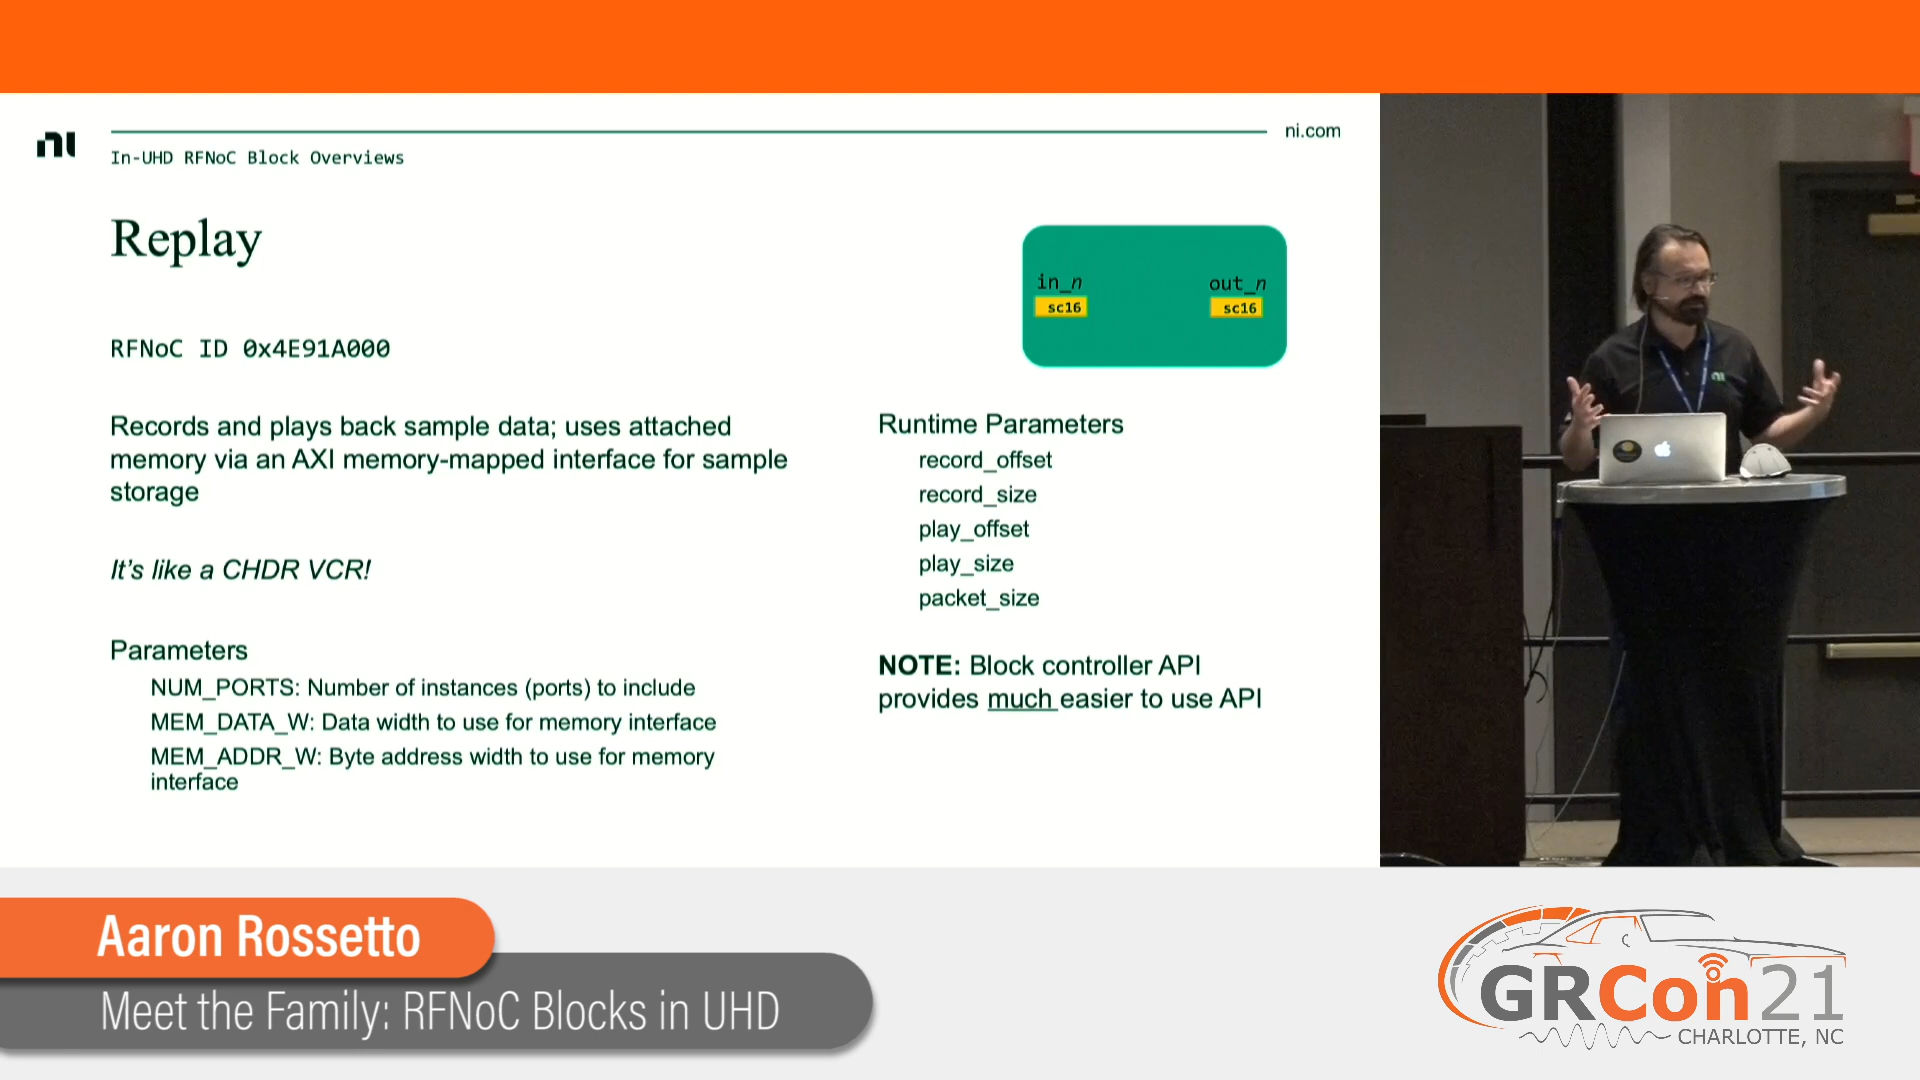 ni
ni.com
In-UHD RFNoC Block Overviews
Replay
in_n
out_n
sc16
sc16
RFNoC ID 0x4E91A000
Records and plays back sample data; uses attached
memory via an AXI memory-mapped interface for sample
storage
It's like a CHDR VCR!
Parameters
NUM_PORTS: Number of instances (ports) to include
MEM_DATA_W: Data width to use for memory interface
MEM_ADDR_W: Byte address width to use for memory
interface
Runtime Parameters
record_offset
record_size
play_offset
play_size
packet_size
NOTE: Block controller API
provides much easier to use API
ni
Aaron Rossetto
Meet the Family: RFNoC Blocks in UHD
GRCon21
CHARLOTTE, NC